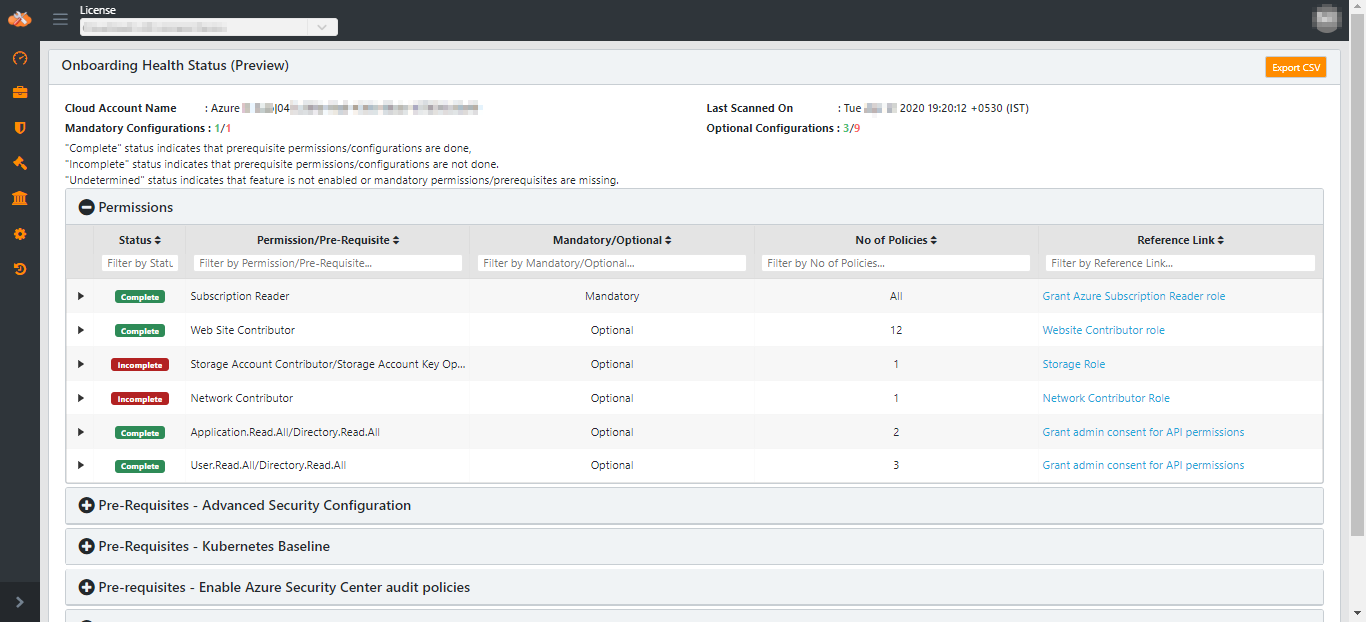 License
Onboarding Health Status (Preview)
Export CSV
Cloud Account Name : Azure |04
Last Scanned On : Tue 2020 19:20:12 +0530 (IST)
Mandatory Configurations : 1/1
Optional Configurations : 3/9
"Complete" status indicates that prerequisite permissions/configurations are done,
"Incomplete" status indicates that prerequisite permissions/configurations are not done.
"Undetermined" status indicates that feature is not enabled or mandatory permissions/prerequisites are missing.
Permissions
Status Permission/Pre-Requisite Mandatory/Optional No of Policies Reference Link
Filter by Statu Filter by Permission/Pre-Requisite... Filter by Mandatory/Optional... Filter by No of Policies... Filter by Reference Link...
Complete Subscription Reader Mandatory All Grant Azure Subscription Reader role
Complete Web Site Contributor Optional 12 Website Contributor role
Incomplete Storage Account Contributor/Storage Account Key Op... Optional 1 Storage Role
Incomplete Network Contributor Optional 1 Network Contributor Role
Complete Application.Read.All/Directory.Read.All Optional 2 Grant admin consent for API permissions
Complete User.Read.All/Directory.Read.All Optional 3 Grant admin consent for API permissions
Pre-Requisites - Advanced Security Configuration
Pre-Requisites - Kubernetes Baseline
Pre-requisites - Enable Azure Security Center audit policies